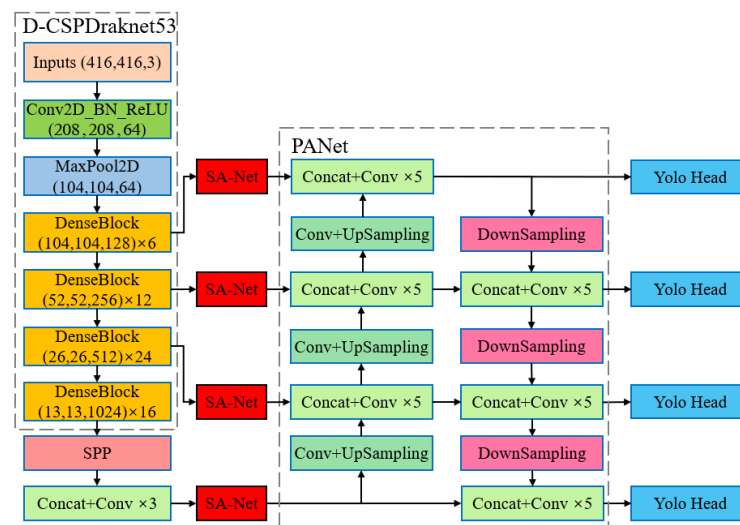 D-CSPDraknet53
Inputs (416,416,3)
Conv2D_BN_ReLU
(208,208,64)
MaxPool2D
(104,104,64)
DenseBlock
(104,104,128)×6
DenseBlock
(52,52,256)×12
DenseBlock
(26,26,512)×24
DenseBlock
(13,13,1024)×16
SPP
Concat+Conv ×3
SA-Net
SA-Net
SA-Net
SA-Net
PANet
Concat+Conv ×5
Conv+UpSampling
DownSampling
Concat+Conv ×5
Concat+Conv ×5
Conv+UpSampling
DownSampling
Concat+Conv ×5
Concat+Conv ×5
Conv+UpSampling
DownSampling
Concat+Conv ×5
Yolo Head
Yolo Head
Yolo Head
Yolo Head